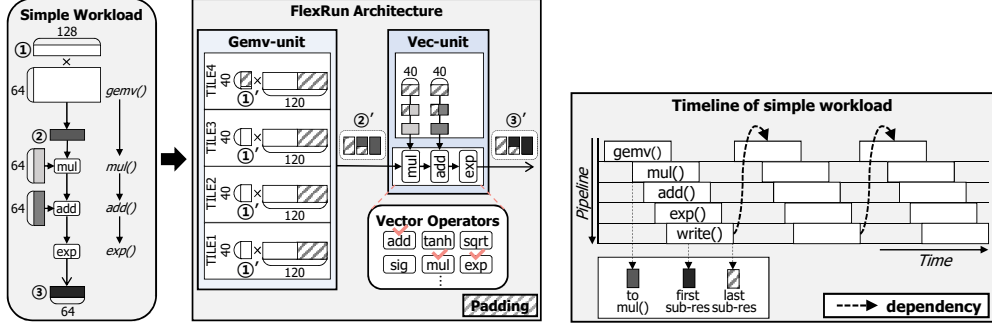 Simple Workload
128
①
×
64
gemv()
②
64
mul
mul()
64
add
add()
exp
exp()
③
64
FlexRun Architecture
Gemv-unit
TILE4
40
×
①′
120
TILE3
40
×
①′
120
TILE2
40
×
①′
120
TILE1
40
×
①′
120
②′
Vec-unit
40 40
mul add exp
③′
Vector Operators
add tanh sqrt
sig mul exp
⋮
Padding
Timeline of simple workload
Pipeline
gemv()
mul()
add()
exp()
write()
Time
to mul()
first sub-res
last sub-res
dependency